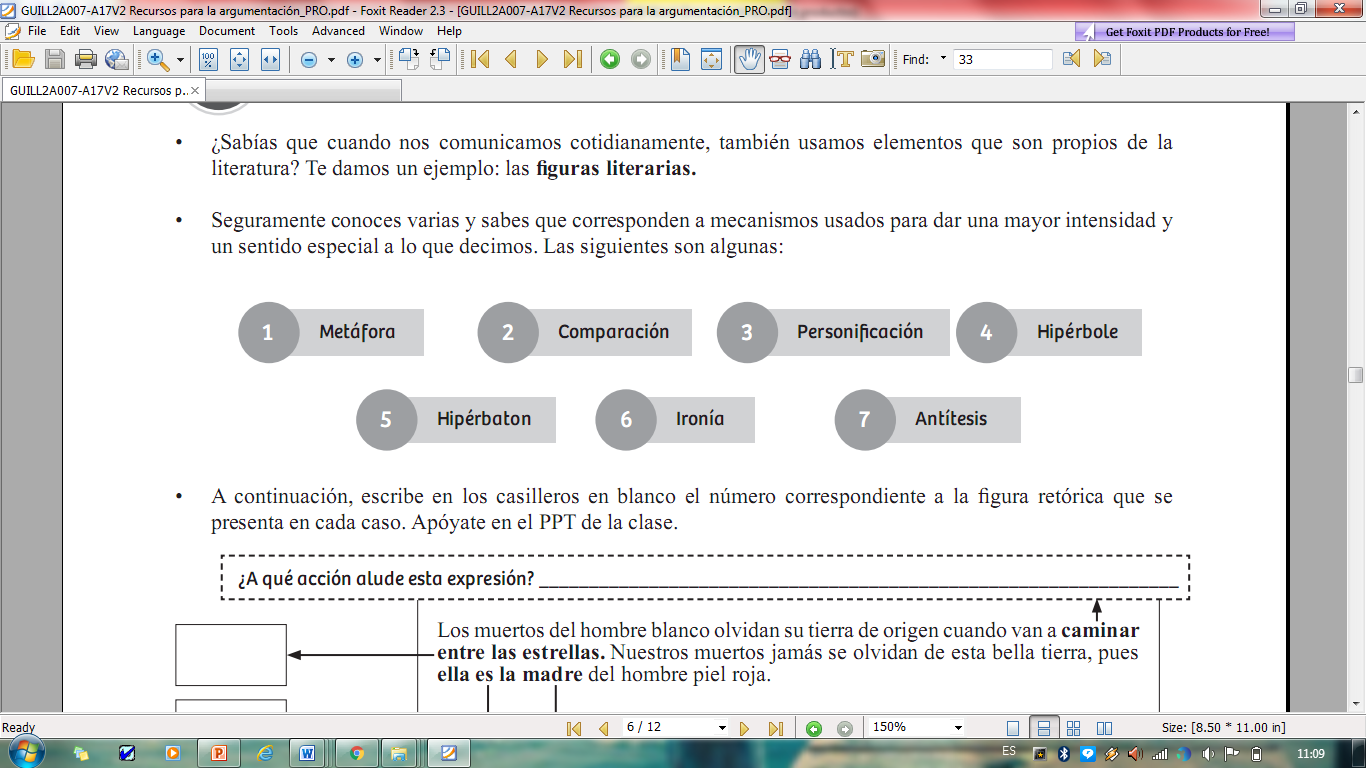 GUILL2A007-A17V2 Recursos para la argumentación_PRO.pdf - Foxit Reader 2.3 - [GUILL2A007-A17V2 Recursos para la argumentación_PRO.pdf]
File Edit View Language Document Tools Advanced Window Help
Get Foxit PDF Products for Free!
Find: 33
GUILL2A007-A17V2 Recursos p..
• ¿Sabías que cuando nos comunicamos cotidianamente, también usamos elementos que son propios de la
literatura? Te damos un ejemplo: las figuras literarias.
• Seguramente conoces varias y sabes que corresponden a mecanismos usados para dar una mayor intensidad y
un sentido especial a lo que decimos. Las siguientes son algunas:
1 Metáfora 2 Comparación 3 Personificación 4 Hipérbole
5 Hipérbaton 6 Ironía 7 Antítesis
• A continuación, escribe en los casilleros en blanco el número correspondiente a la figura retórica que se
presenta en cada caso. Apóyate en el PPT de la clase.
¿A qué acción alude esta expresión? ______________________________
Los muertos del hombre blanco olvidan su tierra de origen cuando van a caminar
entre las estrellas. Nuestros muertos jamás se olvidan de esta bella tierra, pues
ella es la madre del hombre piel roja.
Ready 6 / 12 150% Size: [8.50 * 11.00 in]
ES 11:09